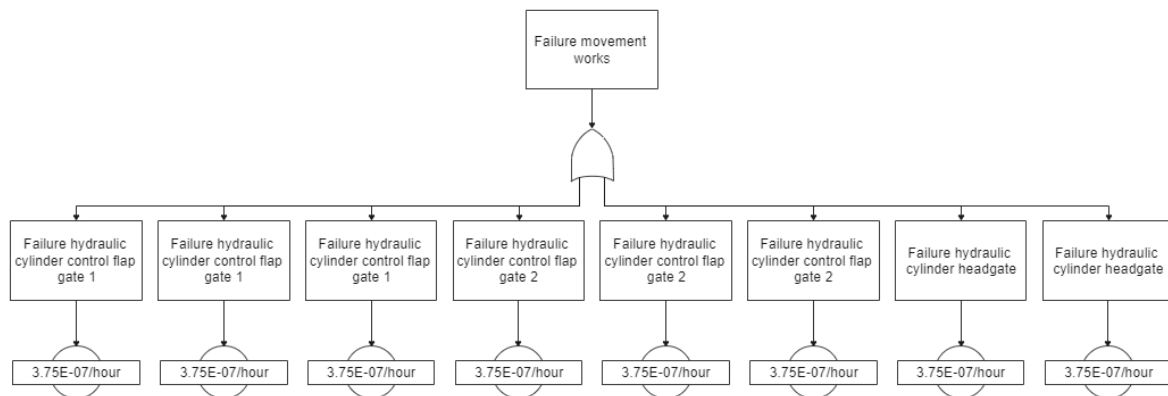 Failure movement
works
Failure hydraulic
cylinder control flap
gate 1
Failure hydraulic
cylinder control flap
gate 1
Failure hydraulic
cylinder control flap
gate 1
Failure hydraulic
cylinder control flap
gate 2
Failure hydraulic
cylinder control flap
gate 2
Failure hydraulic
cylinder control flap
gate 2
Failure hydraulic
cylinder headgate
Failure hydraulic
cylinder headgate
3.75E-07/hour
3.75E-07/hour
3.75E-07/hour
3.75E-07/hour
3.75E-07/hour
3.75E-07/hour
3.75E-07/hour
3.75E-07/hour